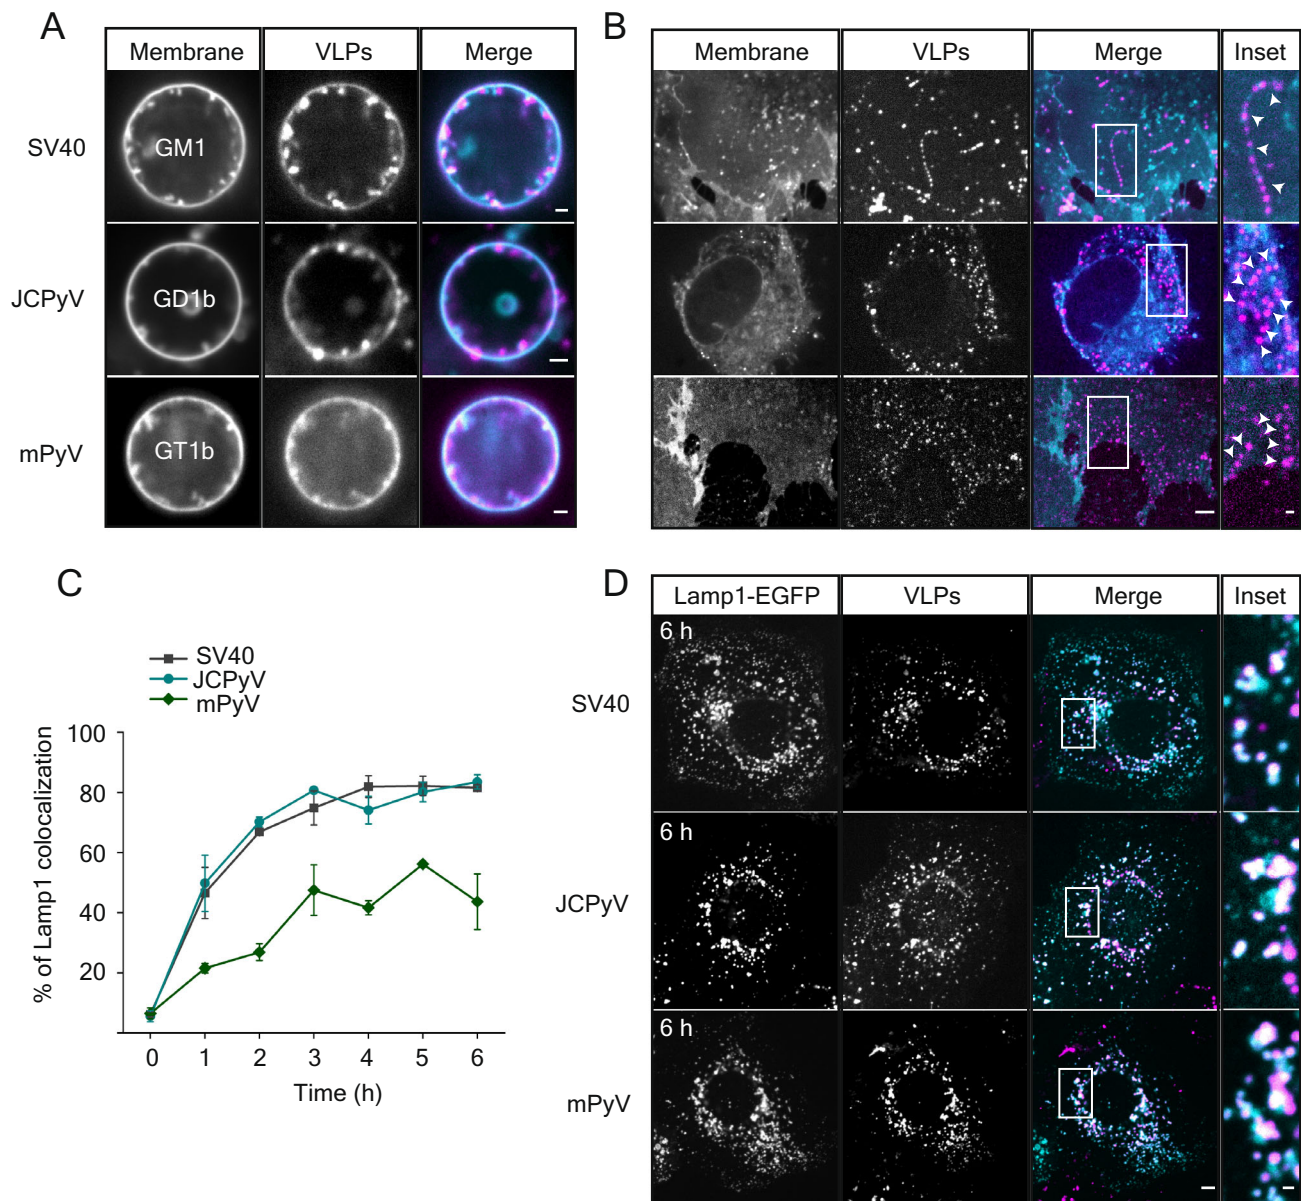 A
Membrane VLPs Merge
SV40
GM1
JCPyV
GD1b
mPyV
GT1b
B
Membrane VLPs Merge Inset
C
SV40
JCPyV
mPyV
% of Lamp1 colocalization
100
80
60
40
20
0 1 2 3 4 5 6
Time (h)
D
Lamp1-EGFP VLPs Merge Inset
SV40
6 h
JCPyV
6 h
mPyV
6 h